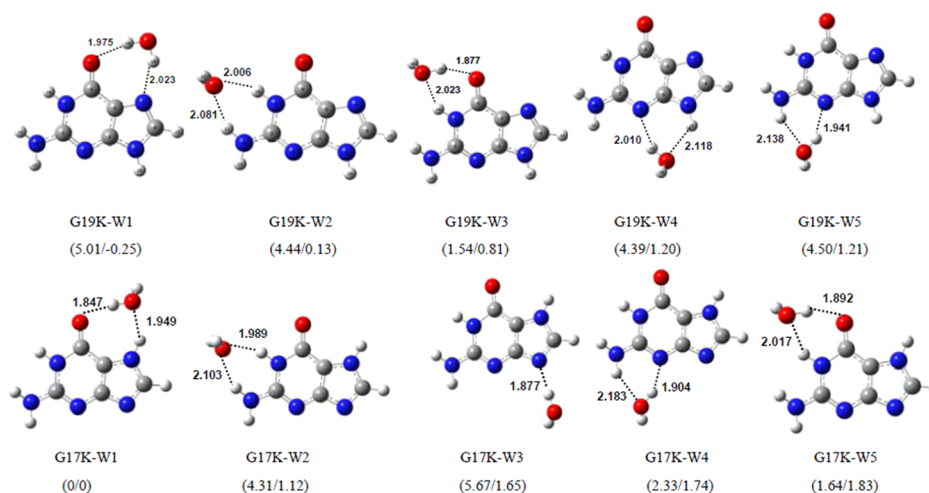 1.975
2.023
2.006
2.081
1.877
2.023
2.010
2.118
2.138
1.941
G19K-W1
G19K-W2
G19K-W3
G19K-W4
G19K-W5
(5.01/-0.25)
(4.44/0.13)
(1.54/0.81)
(4.39/1.20)
(4.50/1.21)
1.847
1.949
1.989
2.103
1.877
2.183
1.904
1.892
2.017
G17K-W1
G17K-W2
G17K-W3
G17K-W4
G17K-W5
(0/0)
(4.31/1.12)
(5.67/1.65)
(2.33/1.74)
(1.64/1.83)